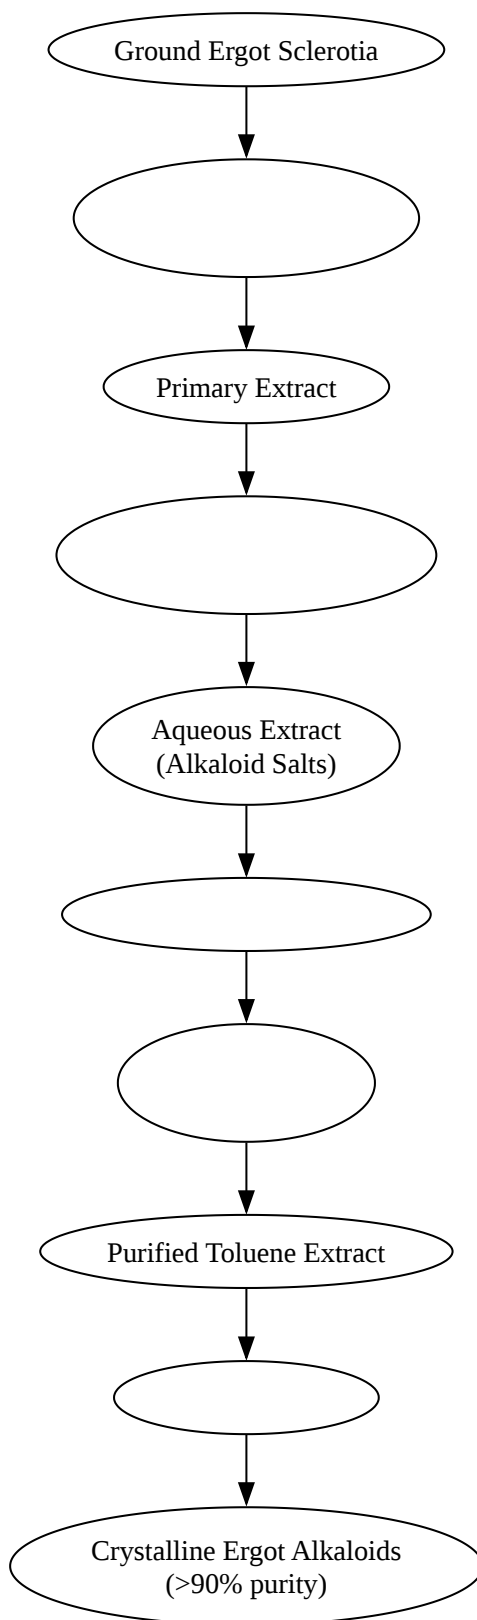 Ground Ergot Sclerotia
Primary Extract
Aqueous Extract
(Alkaloid Salts)
Purified Toluene Extract
Crystalline Ergot Alkaloids
(>90% purity)